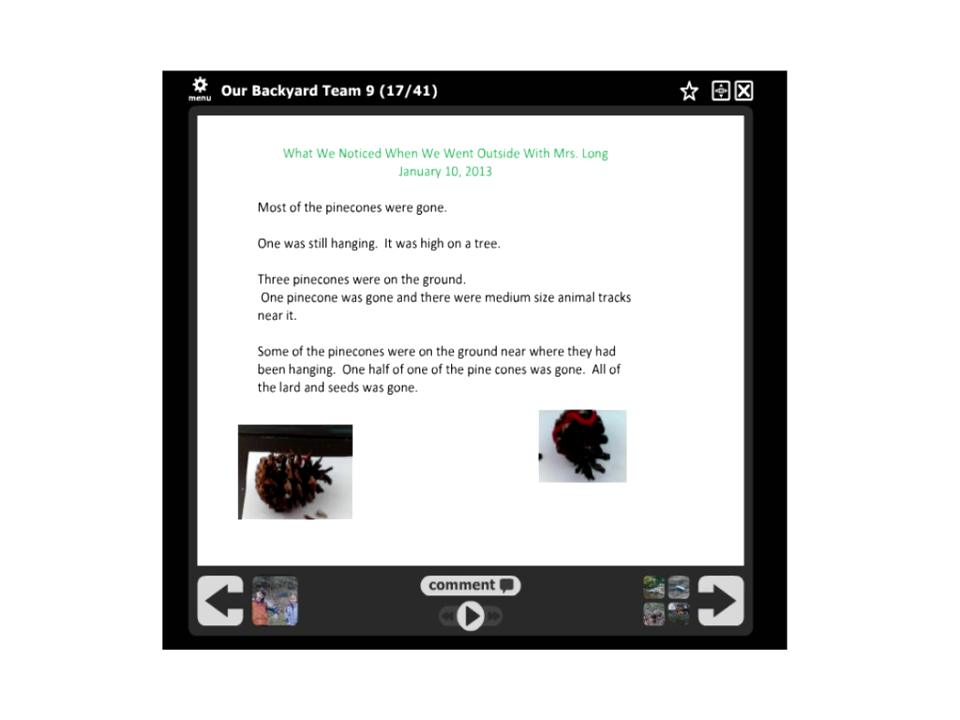 menu
Our Backyard Team 9 (17/41)
What We Noticed When We Went Outside With Mrs. Long
January 10, 2013
Most of the pinecones were gone.
One was still hanging.  It was high on a tree.
Three pinecones were on the ground.
One pinecone was gone and there were medium size animal tracks
near it.
Some of the pinecones were on the ground near where they had
been hanging.  One half of one of the pine cones was gone.  All of
the lard and seeds was gone.
comment